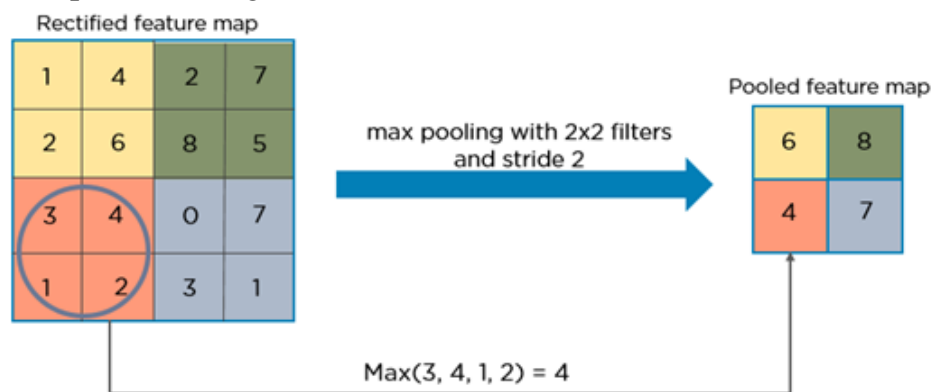 Rectified feature map
1 4 2 7
2 6 8 5
3 4 0 7
1 2 3 1
max pooling with 2x2 filters
and stride 2
Pooled feature map
6 8
4 7
Max(3, 4, 1, 2) = 4